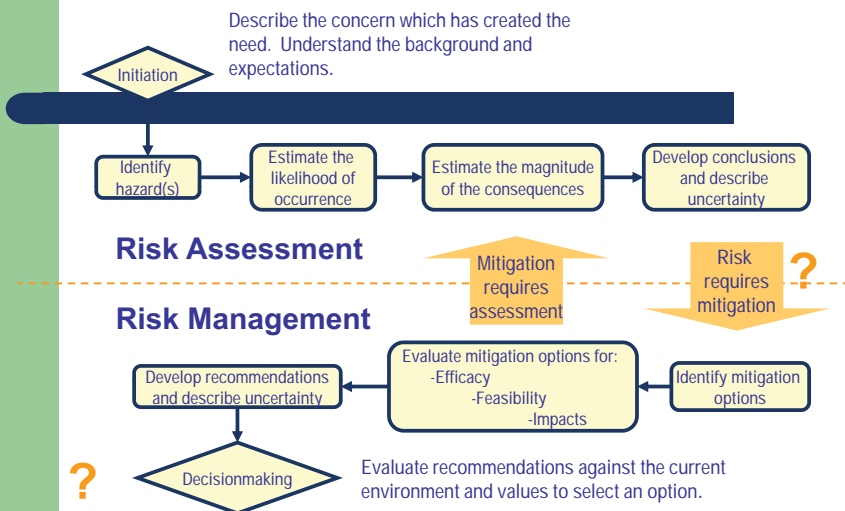 Describe the concern which has created the
need. Understand the background and
expectations.
Initiation
Identify
hazard(s)
Estimate the
likelihood of
occurrence
Estimate the magnitude
of the consequences
Develop conclusions
and describe
uncertainty
Risk Assessment
Mitigation
requires
assessment
Risk
requires
mitigation
?
Risk Management
Develop recommendations
and describe uncertainty
Evaluate mitigation options for:
-Efficacy
-Feasibility
-Impacts
Identify mitigation
options
?
Decisionmaking
Evaluate recommendations against the current
environment and values to select an option.